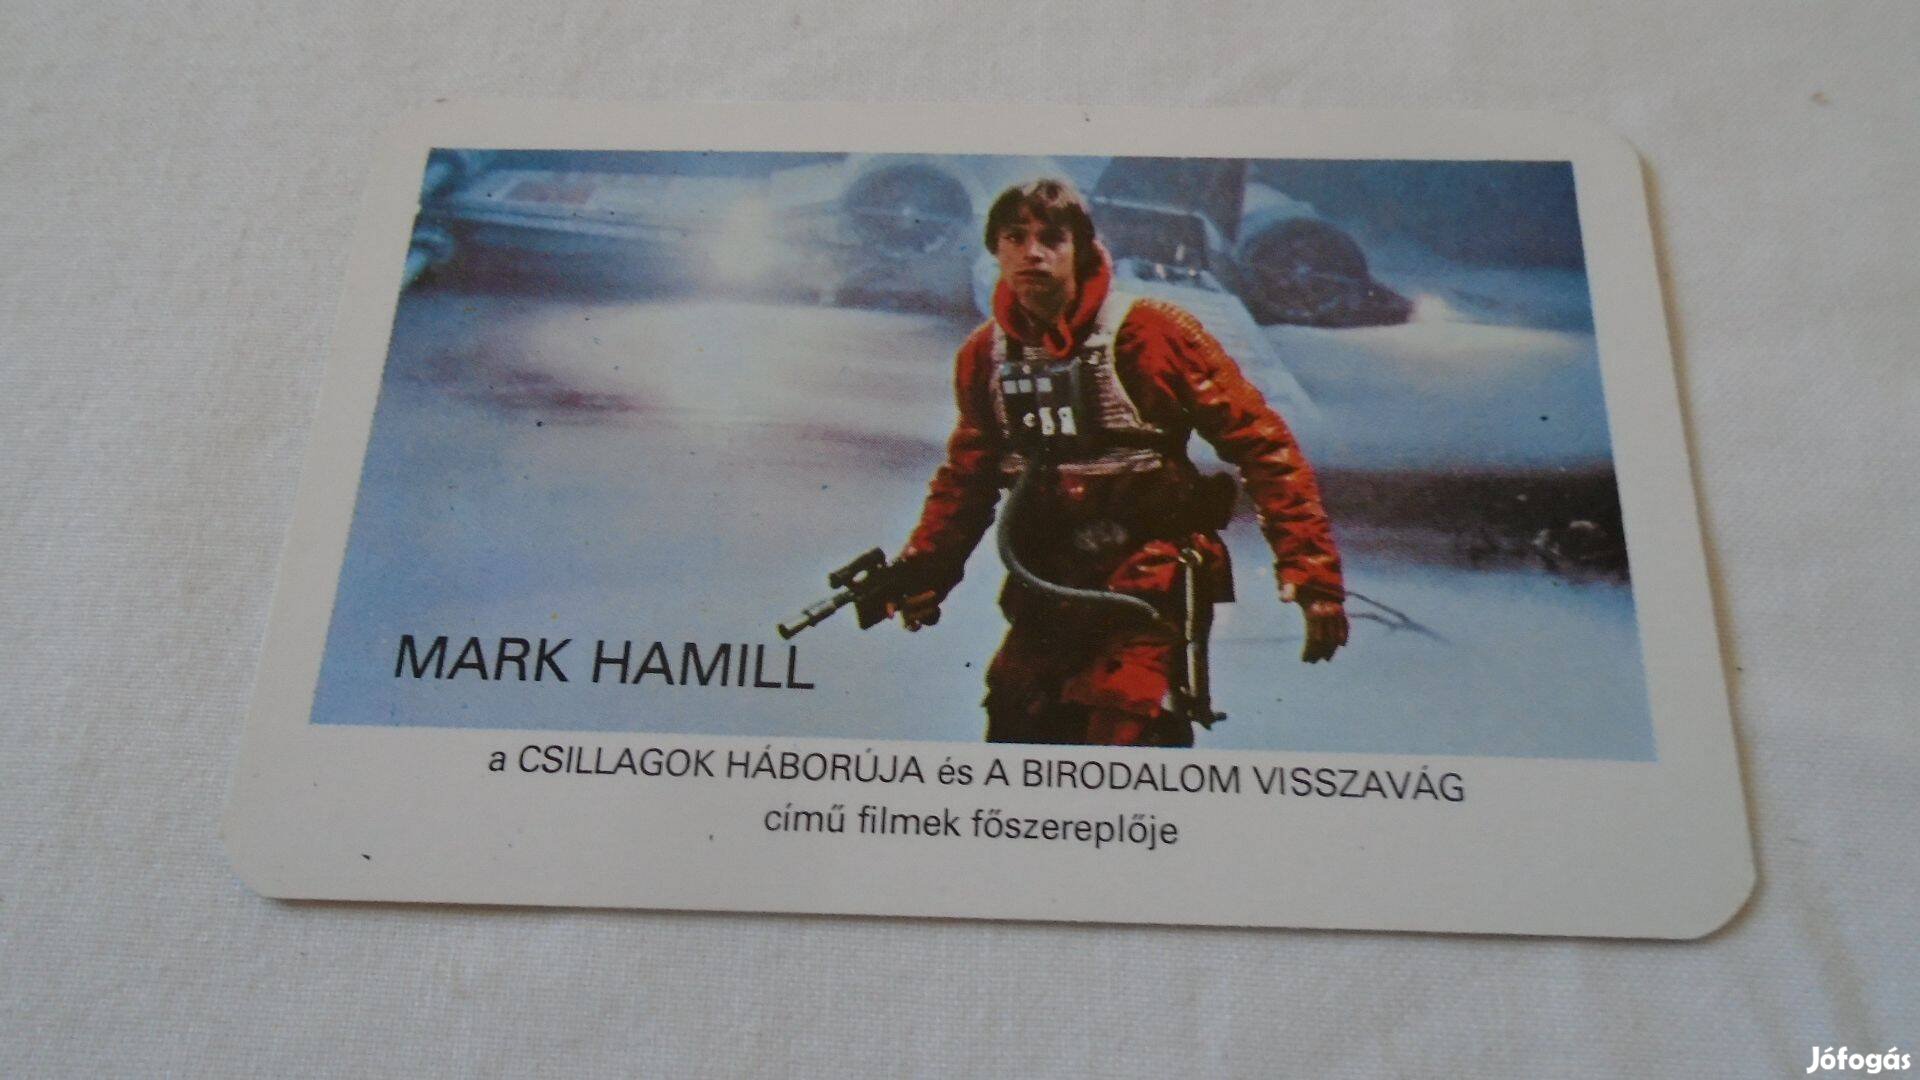 MARK HAMILL
a CSILLAGOK HÁBORÚJA és A BIRODALOM VISSZAVÁG
című filmek főszereplője
Jófogás